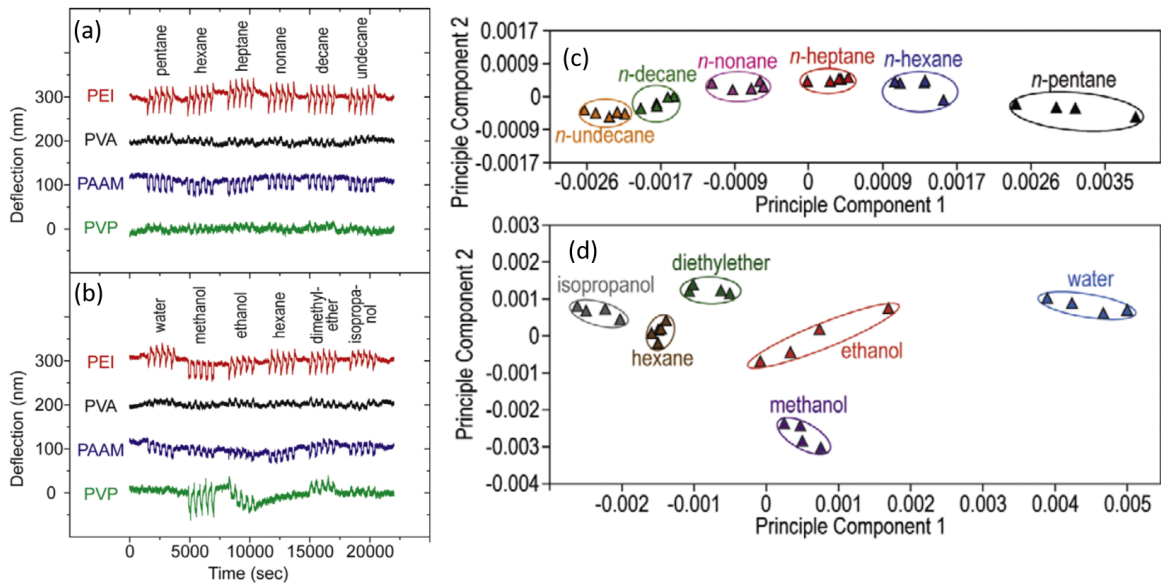 (a)
pentane
hexane
heptane
nonane
decane
undecane
Deflection (nm)
300
200
100
0
PEI
PVA
PAAM
PVP
(b)
water
methanol
ethanol
hexane
dimethyl-
ether
isopropa-
nol
Deflection (nm)
300
200
100
0
PEI
PVA
PAAM
PVP
0 5000 10000 15000 20000
Time (sec)
(c)
Principle Component 2
0.0017
0.0009
0
-0.0009
-0.0017
n-undecane
n-decane
n-nonane
n-heptane
n-hexane
n-pentane
-0.0026 -0.0017 -0.0009 0 0.0009 0.0017 0.0026 0.0035
Principle Component 1
(d)
Principle Component 2
0.003
0.002
0.001
0
-0.001
-0.002
-0.003
-0.004
isopropanol
diethylether
water
hexane
ethanol
methanol
-0.002 -0.001 0 0.001 0.002 0.003 0.004 0.005
Principle Component 1